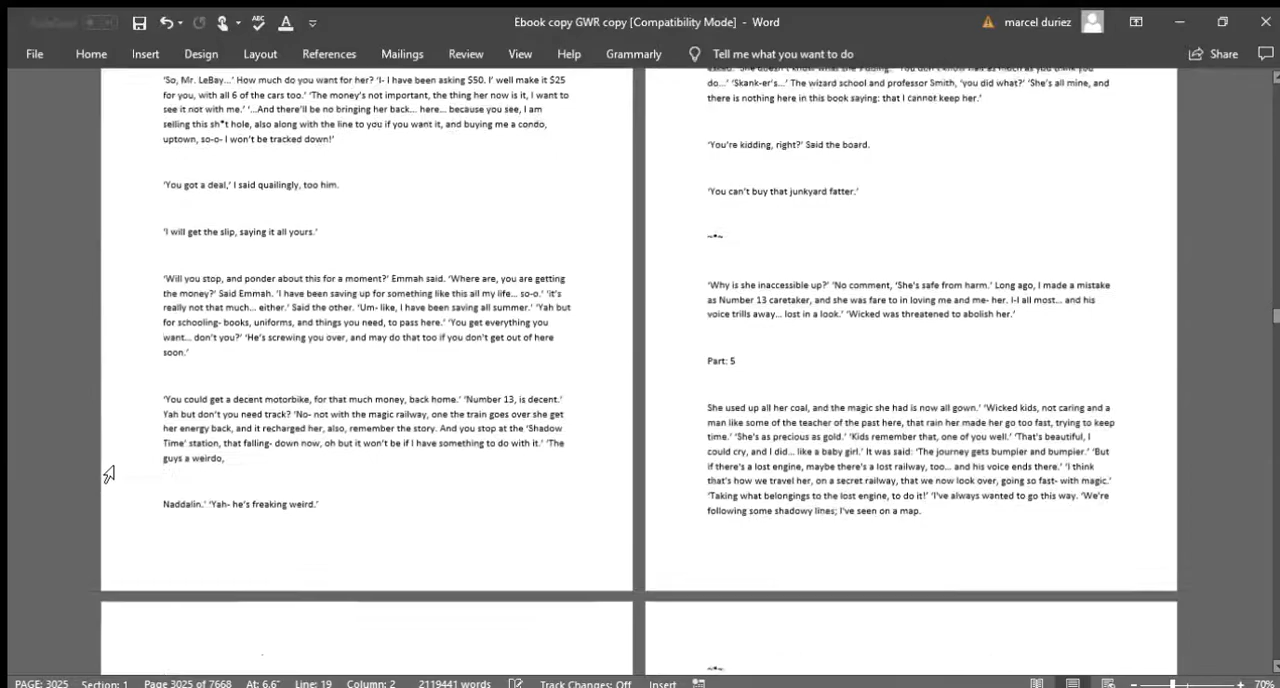 Ebook copy GWR copy [Compatibility Mode] - Word
marcel duriez
File Home Insert Design Layout References Mailings Review View Help Grammarly Tell me what you want to do Share
'So, Mr. LeBay...' How much do you want for her? 'I- I have been asking $50. I' well make it $25
for you, with all 6 of the cars too.' 'The money's not important, the thing her now is it, I want to
see it not with me.' '...And there'll be no bringing her back... here... because you see, I am
selling this sh*t hole, also along with the line to you if you want it, and buying me a condo,
uptown, so-o- I won't be tracked down!'
'You got a deal,' I said quailingly, too him.
'I will get the slip, saying it all yours.'
'Will you stop, and ponder about this for a moment?' Emmah said. 'Where are, you are getting
the money?' Said Emmah. 'I have been saving up for something like this all my life... so-o.' 'it's
really not that much... either.' Said the other. 'Um- like, I have been saving all summer.' 'Yah but
for schooling- books, uniforms, and things you need, to pass here.' 'You get everything you
want... don't you?' 'He's screwing you over, and may do that too if you don't get out of here
soon.'
'You could get a decent motorbike, for that much money, back home.' 'Number 13, is decent.'
Yah but don't you need track? 'No- not with the magic railway, one the train goes over she get
her energy back, and it recharged her, also, remember the story. And you stop at the 'Shadow
Time' station, that falling- down now, oh but it won't be if I have something to do with it.' 'The
guys a weirdo,
Naddalin.' 'Yah- he's freaking weird.'
do...' 'Skank-er's...' The wizard school and professor Smith, 'you did what?' 'She's all mine, and
there is nothing here in this book saying: that I cannot keep her.'
'You're kidding, right?' Said the board.
'You can't buy that junkyard fatter.'
~*~
'Why is she inaccessible up?' 'No comment, 'She's safe from harm.' Long ago, I made a mistake
as Number 13 caretaker, and she was fare to in loving me and me- her. I-I all most... and his
voice trills away... lost in a look.' 'Wicked was threatened to abolish her.'
Part: 5
She used up all her coal, and the magic she had is now all gown.' 'Wicked kids, not caring and a
man like some of the teacher of the past here, that rain her made her go too fast, trying to keep
time.' 'She's as precious as gold.' 'Kids remember that, one of you well.' 'That's beautiful, I
could cry, and I did... like a baby girl.' It was said: 'The journey gets bumpier and bumpier.' 'But
if there's a lost engine, maybe there's a lost railway, too... and his voice ends there.' 'I think
that's how we travel her, on a secret railway, that we now look over, going so fast- with magic.'
'Taking what belongings to the lost engine, to do it!' 'I've always wanted to go this way. 'We're
following some shadowy lines; I've seen on a map.
~*~
PAGE: 3025 Section: 1 Page 3025 of 7668 At: 6.6" Line: 19 Column: 2 2119441 words Track Changes: Off Insert 70%